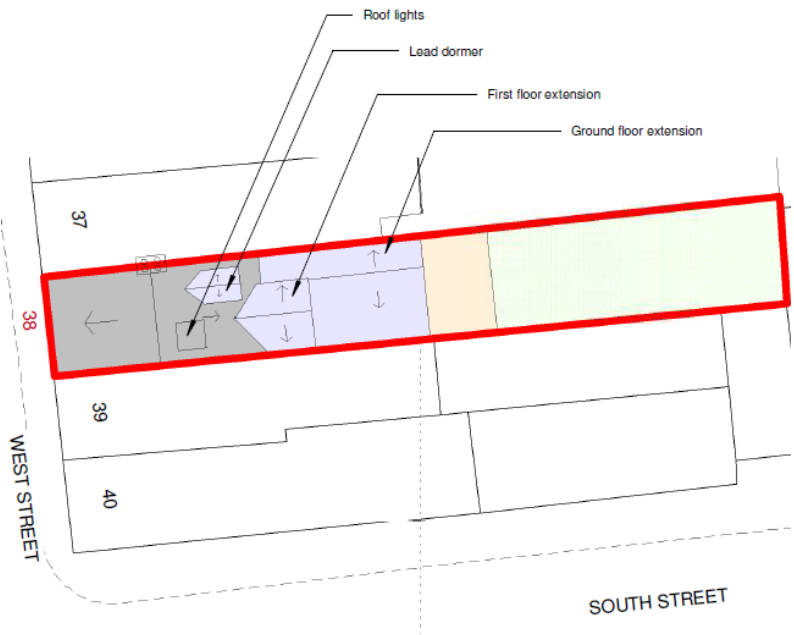 Roof lights
Lead dormer
First floor extension
Ground floor extension
37
38
39
40
WEST STREET
SOUTH STREET